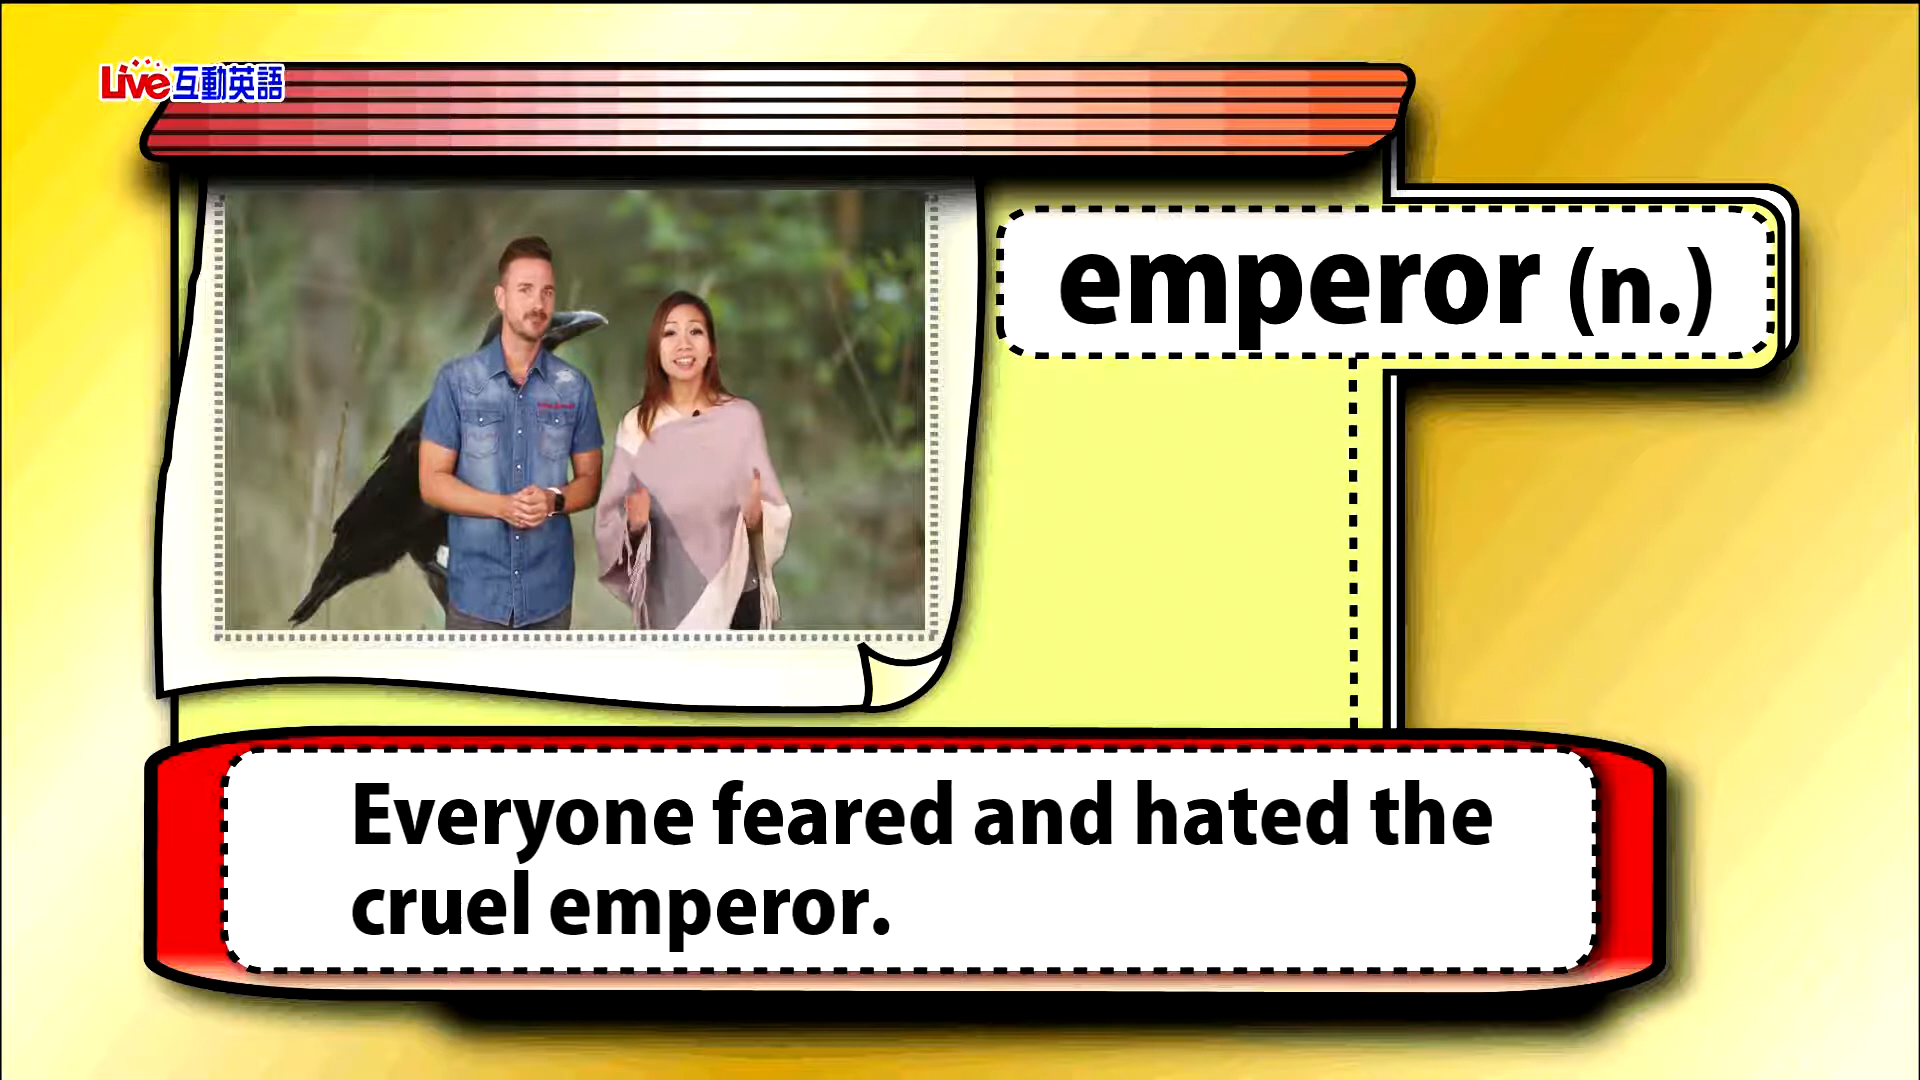 Live互動英語
emperor (n.)
Everyone feared and hated the
cruel emperor.